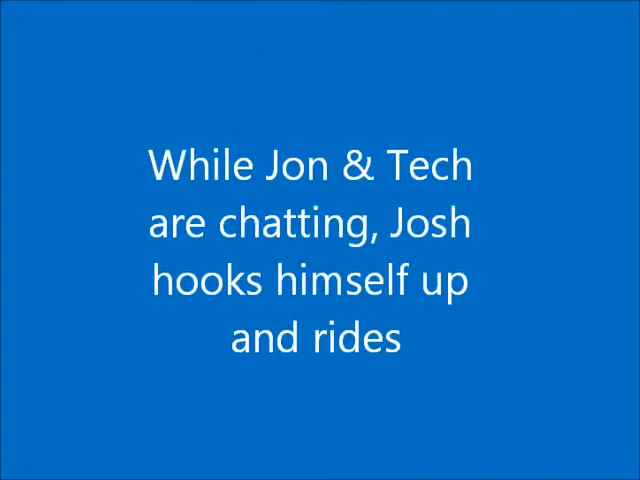 While Jon & Tech
are chatting, Josh
hooks himself up
and rides